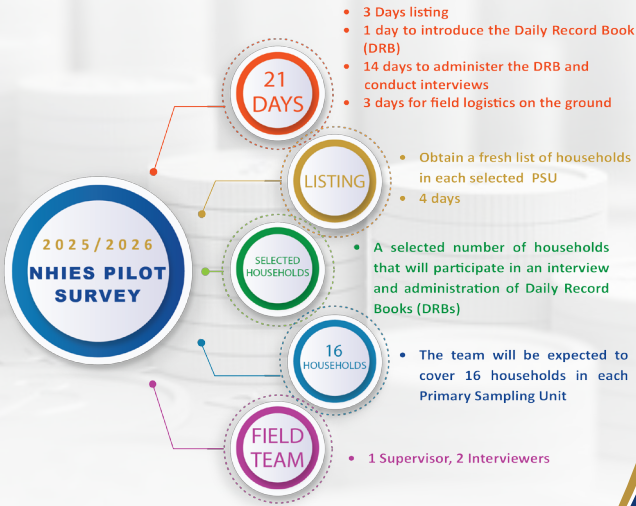 2025/2026
NHIES PILOT
SURVEY
21
DAYS
• 3 Days listing
• 1 day to introduce the Daily Record Book
(DRB)
• 14 days to administer the DRB and
conduct interviews
• 3 days for field logistics on the ground
LISTING
• Obtain a fresh list of households
in each selected PSU
• 4 days
SELECTED
HOUSEHOLDS
• A selected number of households
that will participate in an interview
and administration of Daily Record
Books (DRBs)
16
HOUSEHOLDS
• The team will be expected to
cover 16 households in each
Primary Sampling Unit
FIELD
TEAM
• 1 Supervisor, 2 Interviewers